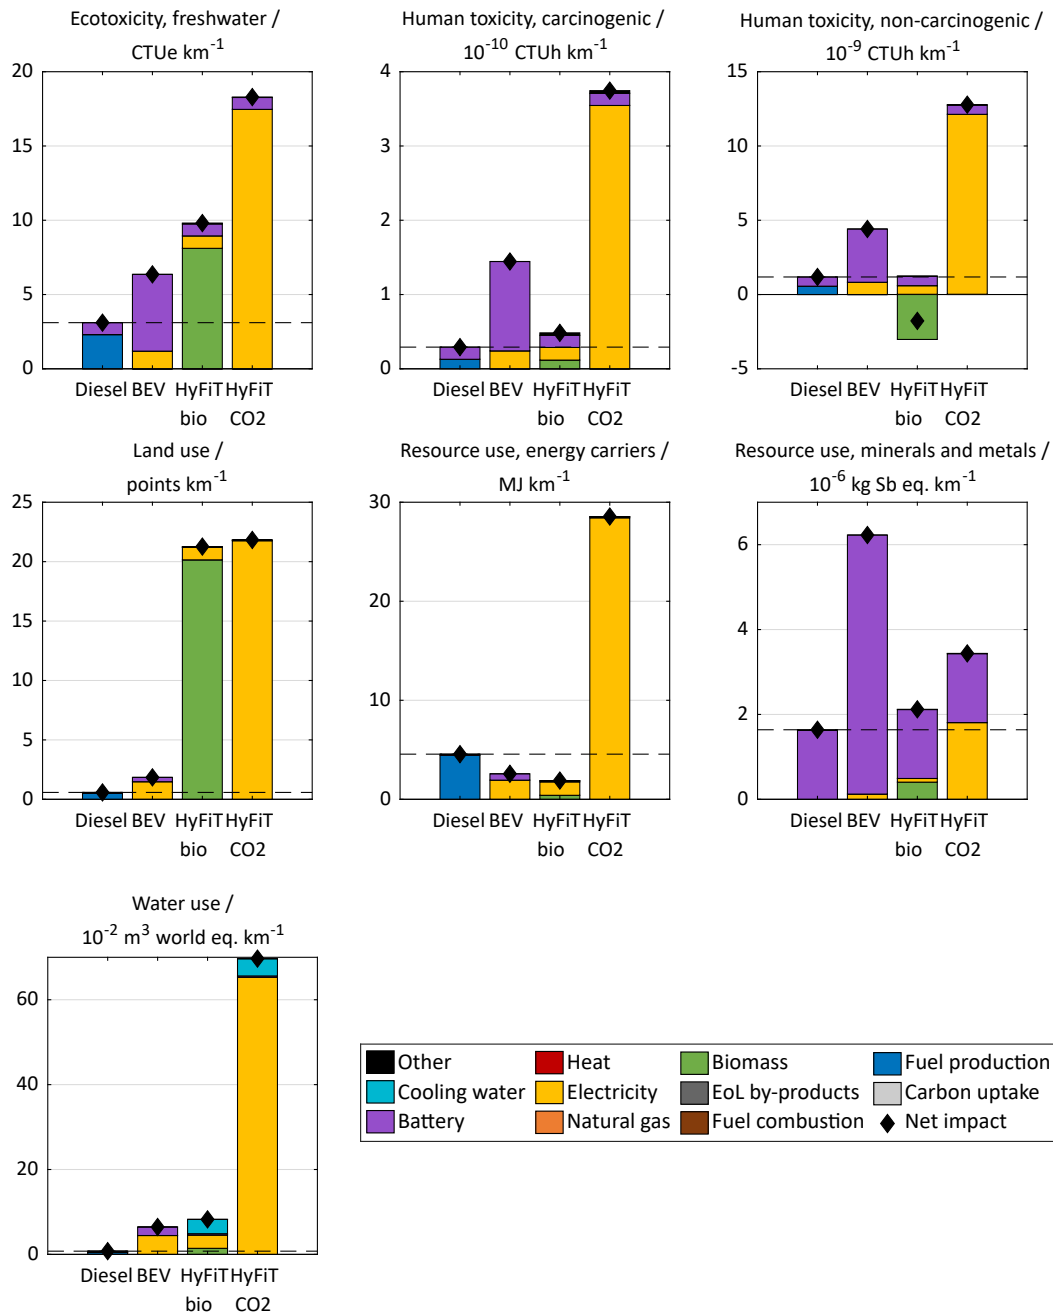 Ecotoxicity, freshwater /
CTUe km⁻¹
20
15
10
5
0
Diesel BEV HyFiT HyFiT
bio CO2
Human toxicity, carcinogenic /
10⁻¹⁰ CTUh km⁻¹
4
3
2
1
0
Diesel BEV HyFiT HyFiT
bio CO2
Human toxicity, non-carcinogenic /
10⁻⁹ CTUh km⁻¹
15
10
5
0
-5
Diesel BEV HyFiT HyFiT
bio CO2
Land use /
points km⁻¹
25
20
15
10
5
0
Diesel BEV HyFiT HyFiT
bio CO2
Resource use, energy carriers /
MJ km⁻¹
30
20
10
0
Diesel BEV HyFiT HyFiT
bio CO2
Resource use, minerals and metals /
10⁻⁶ kg Sb eq. km⁻¹
6
4
2
0
Diesel BEV HyFiT HyFiT
bio CO2
Water use /
10⁻² m³ world eq. km⁻¹
60
40
20
0
Diesel BEV HyFiT HyFiT
bio CO2
Other Heat Biomass Fuel production
Cooling water Electricity EoL by-products Carbon uptake
Battery Natural gas Fuel combustion Net impact